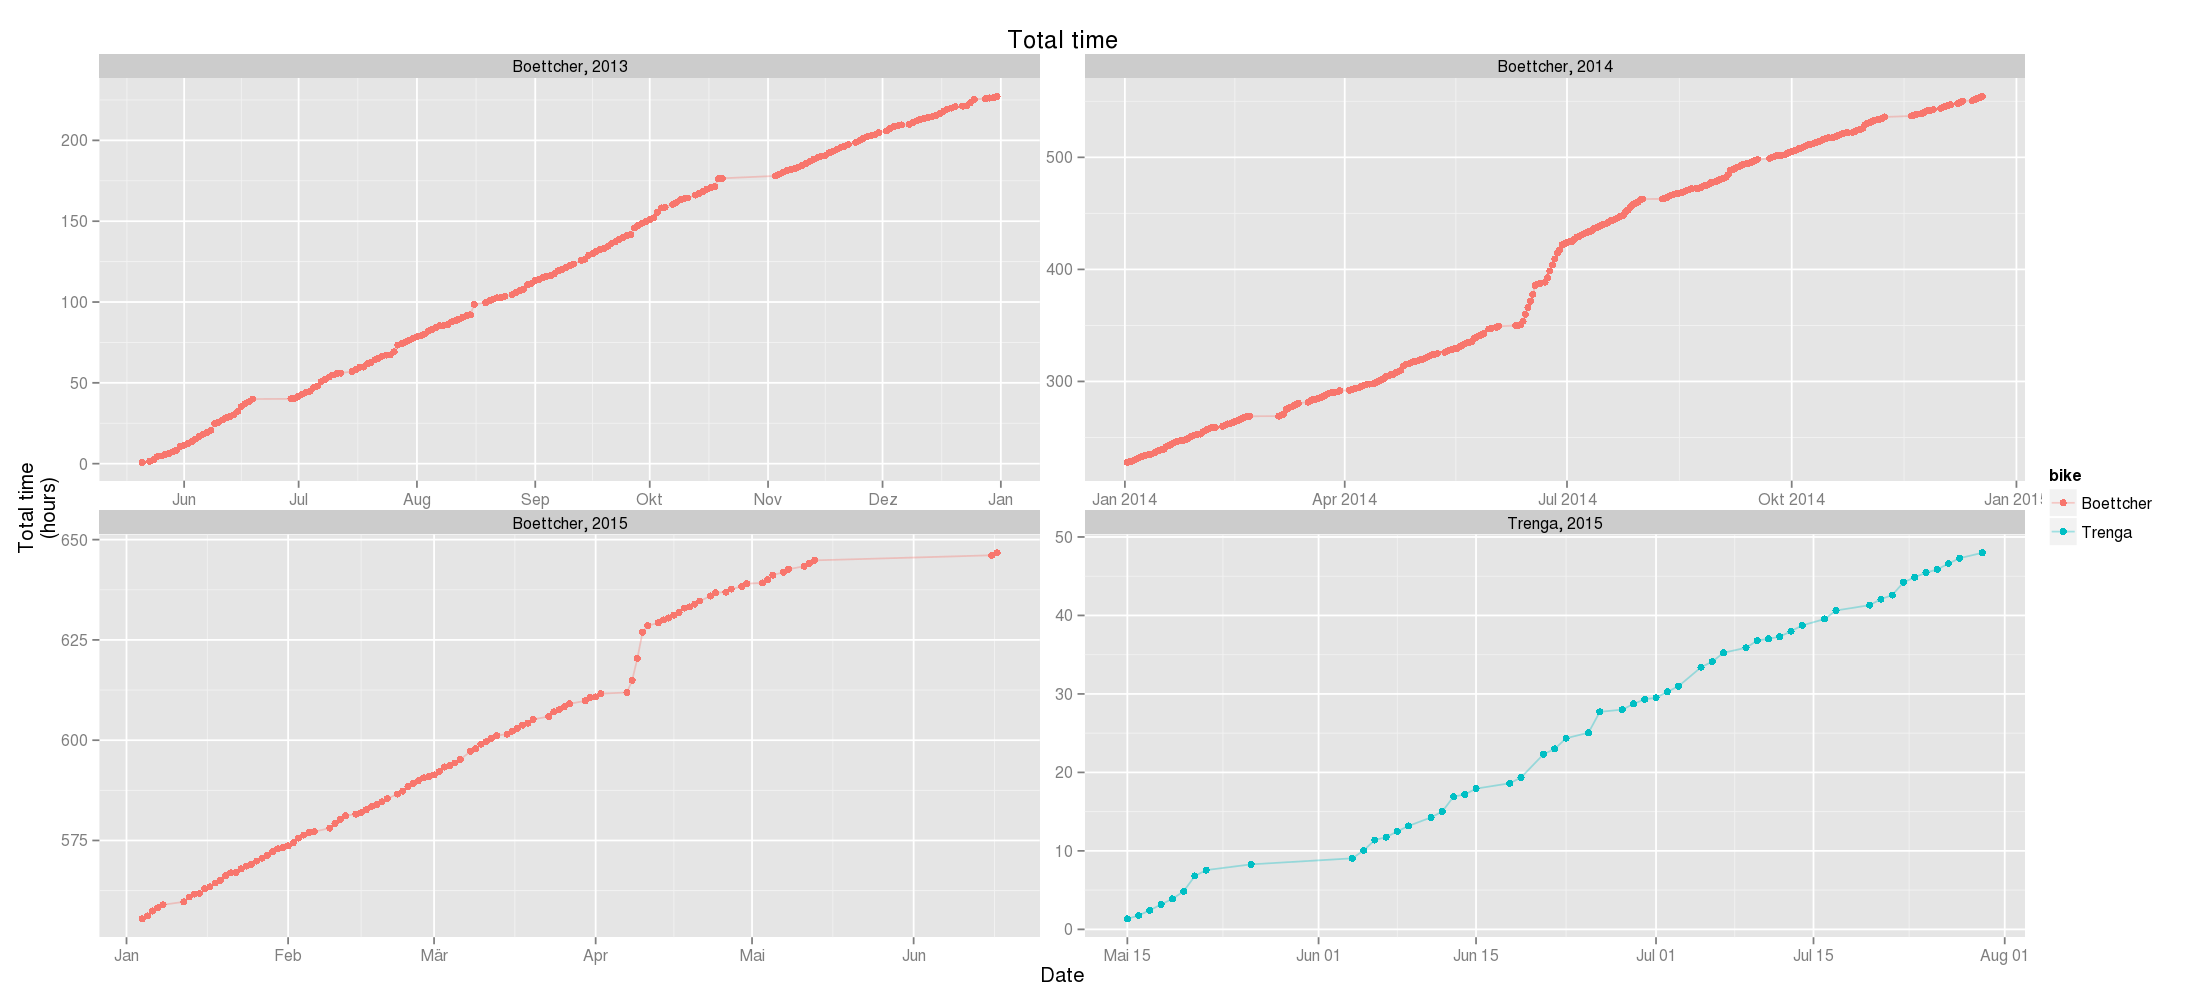 Total time
Boettcher, 2013
Boettcher, 2014
200
150
100
50
0
Jun Jul Aug Sep Okt Nov Dez Jan
500
400
300
Jan 2014 Apr 2014 Jul 2014 Okt 2014 Jan 2015
Total time
(hours)
Boettcher, 2015
Trenga, 2015
650
625
600
575
Jan Feb Mär Apr Mai Jun
50
40
30
20
10
0
Mai 15 Jun 01 Jun 15 Jul 01 Jul 15 Aug 01
Date
bike
Boettcher
Trenga